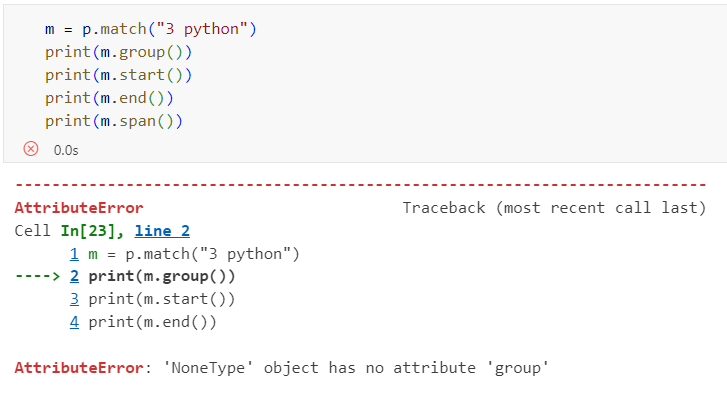 m = p.match("3 python")
print(m.group())
print(m.start())
print(m.end())
print(m.span())
0.0s
---------------------------------------------------------------------------
AttributeError                            Traceback (most recent call last)
Cell In[23], line 2
      1 m = p.match("3 python")
----> 2 print(m.group())
      3 print(m.start())
      4 print(m.end())
AttributeError: 'NoneType' object has no attribute 'group'